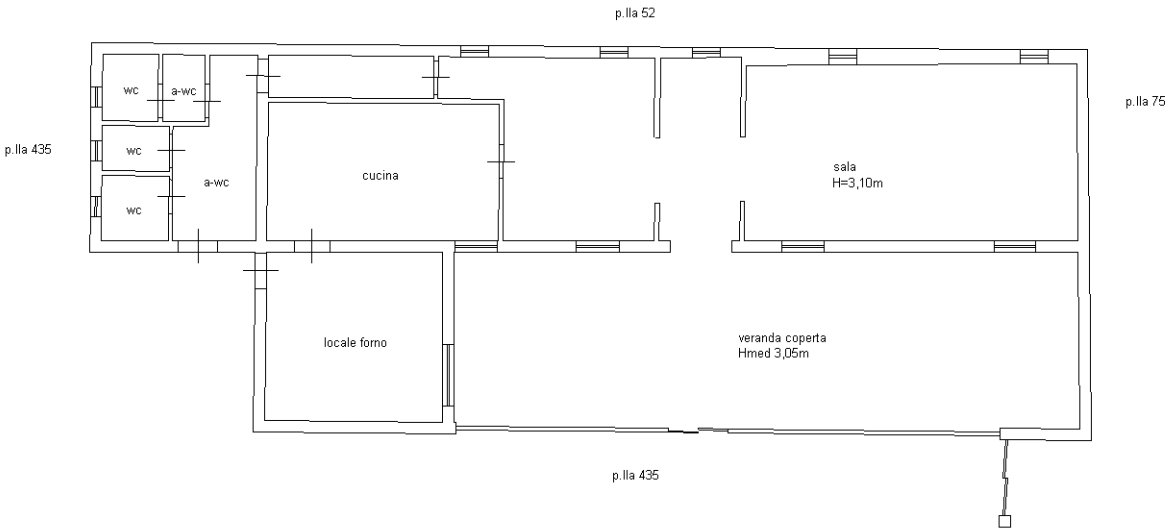 p.lla 52
wc
a-wc
p.lla 75
p.lla 435
wc
sala
H=3,10m
cucina
a-wc
wc
locale forno
veranda coperta
Hmed 3,05m
p.lla 435